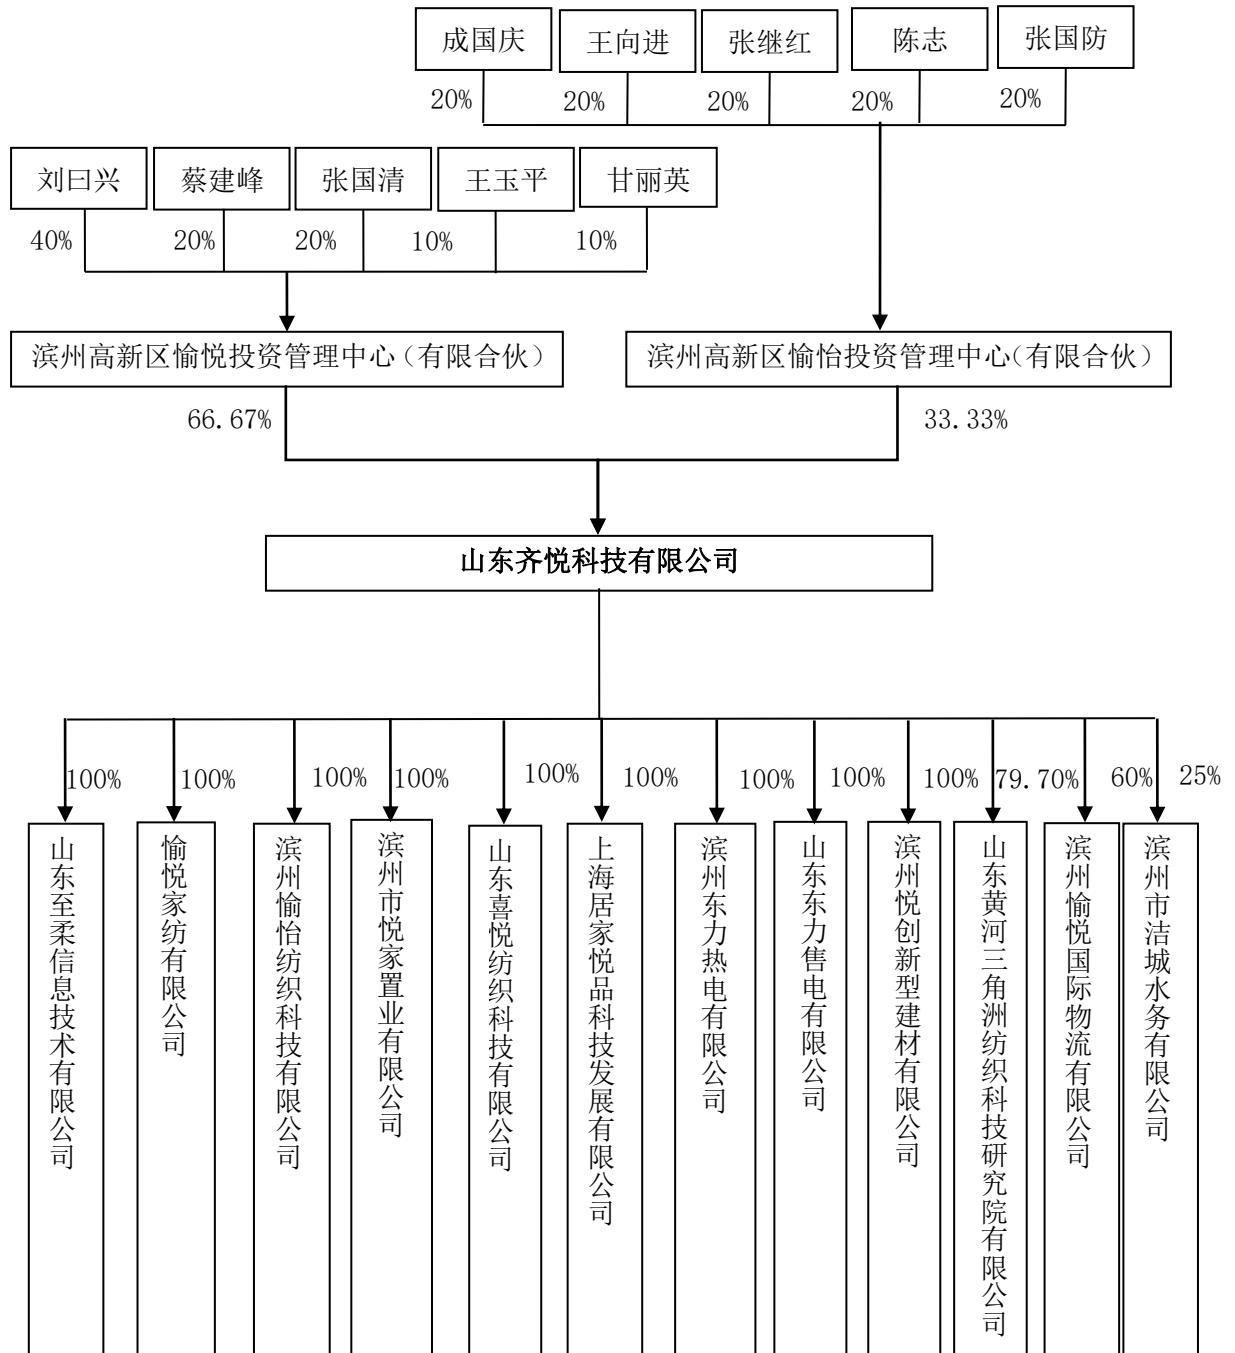 成国庆
王向进
张继红
陈志
张国防
20%
20%
20%
20%
20%
刘曰兴
蔡建峰
张国清
王玉平
甘丽英
40%
20%
20%
10%
10%
滨州高新区愉悦投资管理中心（有限合伙）
滨州高新区愉怡投资管理中心（有限合伙）
66.67%
33.33%
山东齐悦科技有限公司
100%
100%
100%
100%
100%
100%
100%
100%
100%
79.70%
60%
25%
山东至柔信息技术有限公司
愉悦家纺有限公司
滨州愉怡纺织科技有限公司
滨州市悦家置业有限公司
山东喜悦纺织科技有限公司
上海居家悦品科技发展有限公司
滨州东力热电有限公司
山东东力售电有限公司
滨州悦创新型建材有限公司
山东黄河三角洲纺织科技研究院有限公司
滨州愉悦国际物流有限公司
滨州市洁城水务有限公司